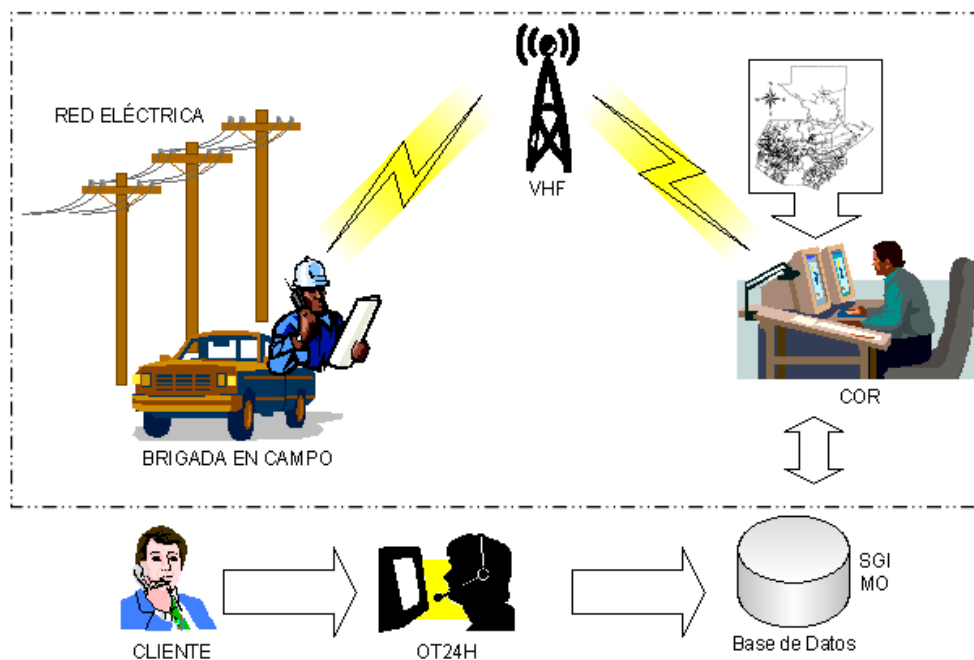 RED ELÉCTRICA
VHF
BRIGADA EN CAMPO
COR
CLIENTE
OT24H
Base de Datos
SGI
MO